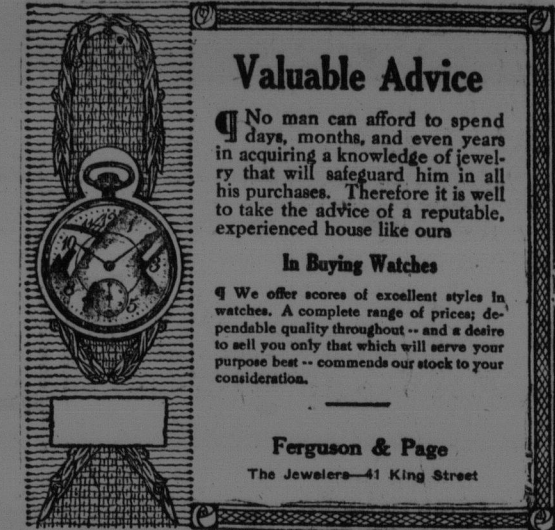 Valuable Advice
¶ No man can afford to spend
days, months, and even years
in acquiring a knowledge of jewel-
ry that will safeguard him in all
his purchases. Therefore it is well
to take the advice of a reputable,
experienced house like ours
In Buying Watches
¶ We offer scores of excellent styles in
watches. A complete range of prices; de-
pendable quality throughout -- and a desire
to sell you only that which will serve your
purpose best -- commends our stock to your
consideration.
Ferguson & Page
The Jewelers—41 King Street